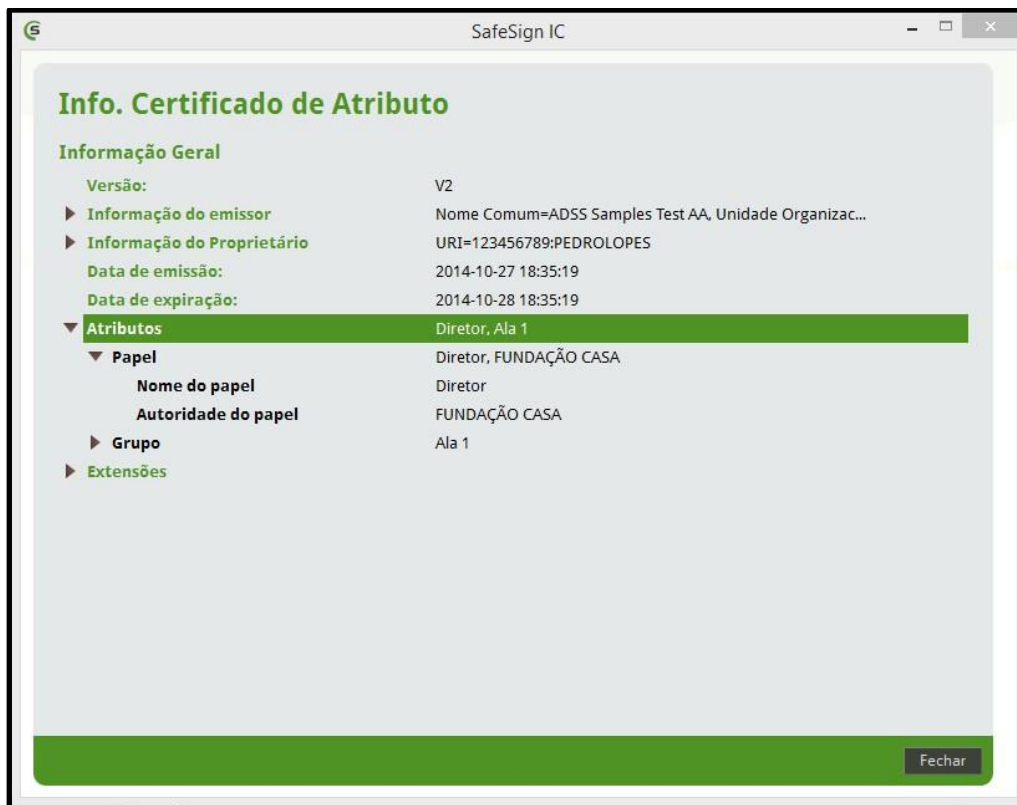 SafeSign IC
Info. Certificado de Atributo
Informação Geral
Versão: V2
Informação do emissor Nome Comum=ADSS Samples Test AA, Unidade Organizac...
Informação do Proprietário URI=123456789:PEDROLOPES
Data de emissão: 2014-10-27 18:35:19
Data de expiração: 2014-10-28 18:35:19
Atributos Diretor, Ala 1
Papel Diretor, FUNDAÇÃO CASA
Nome do papel Diretor
Autoridade do papel FUNDAÇÃO CASA
Grupo Ala 1
Extensões
Fechar